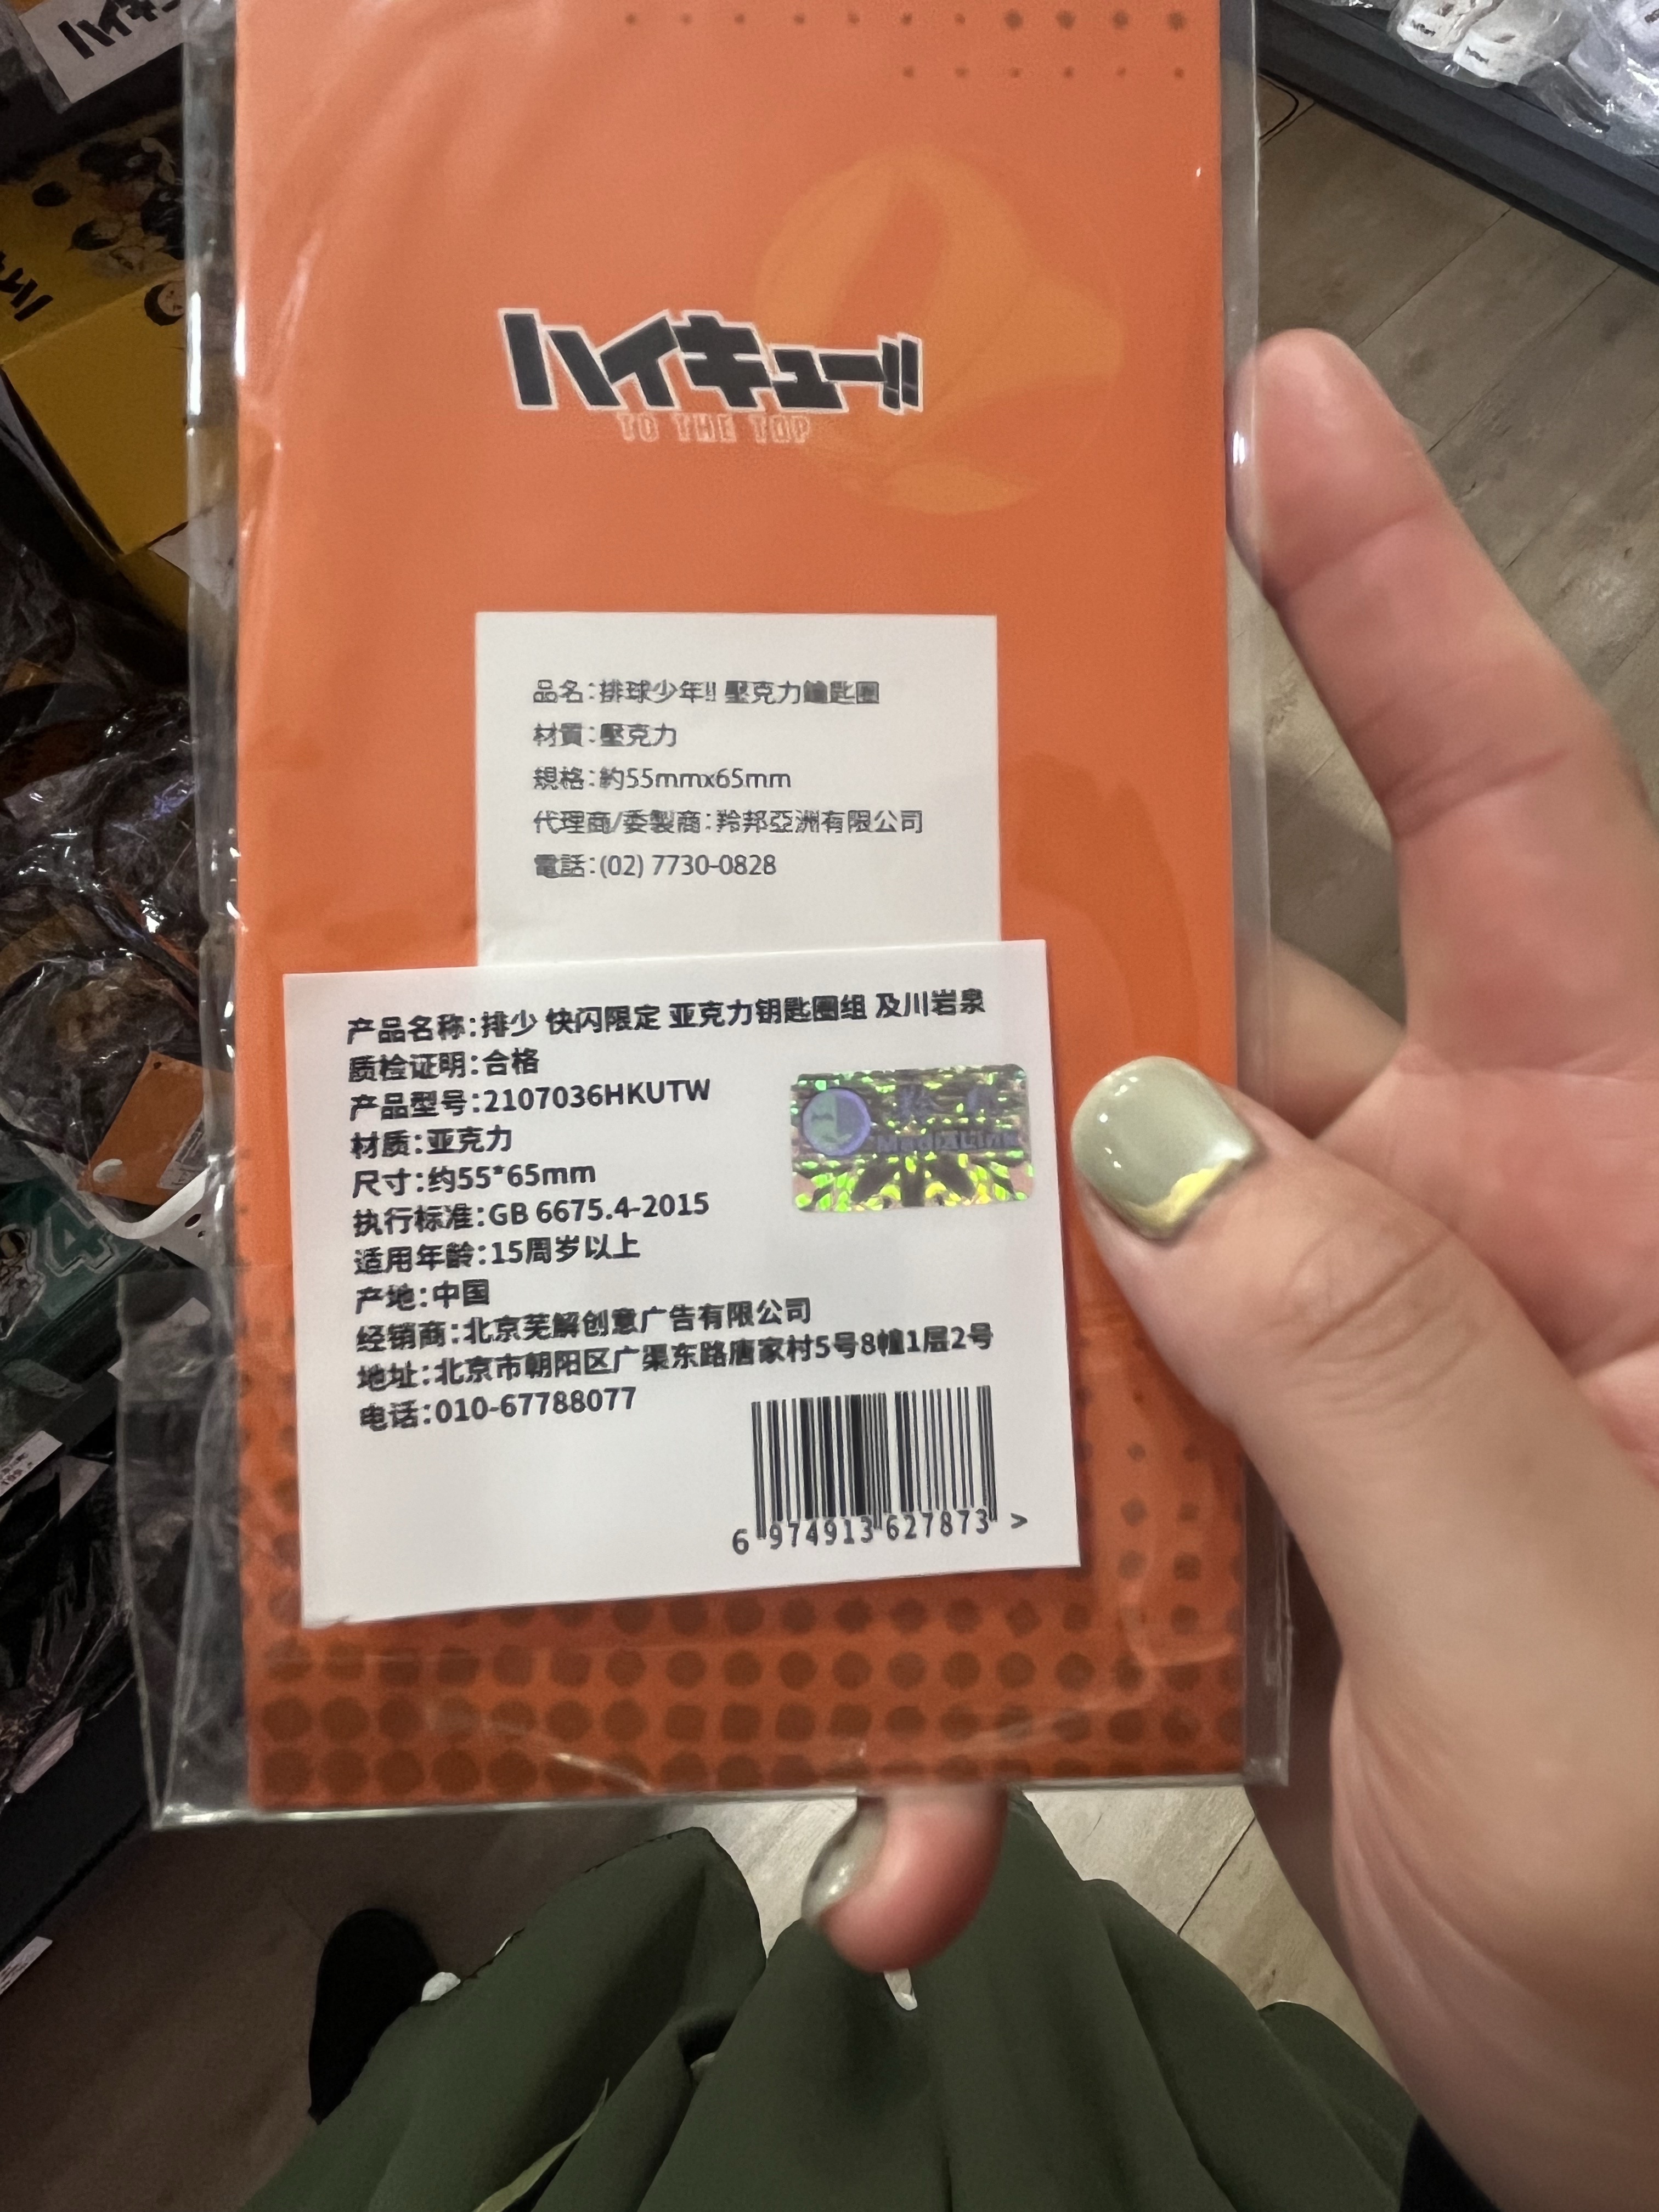 ハイキュー!!
TO THE TOP
品名：排球少年!! 壓克力鑰匙圈
材質：壓克力
規格：約55mmx65mm
代理商/委製商：羚邦亞洲有限公司
電話：(02) 7730-0828
产品名称：排少 快闪限定 亚克力钥匙圈组 及川岩泉
质检证明：合格
产品型号：2107036HKUTW
材质：亚克力
尺寸：约55*65mm
执行标准：GB 6675.4-2015
适用年龄：15周岁以上
产地：中国
经销商：北京芜解创意广告有限公司
地址：北京市朝阳区广渠东路唐家村5号8幢1层2号
电话：010-67788077
MediaLink
6 974913 627873 >